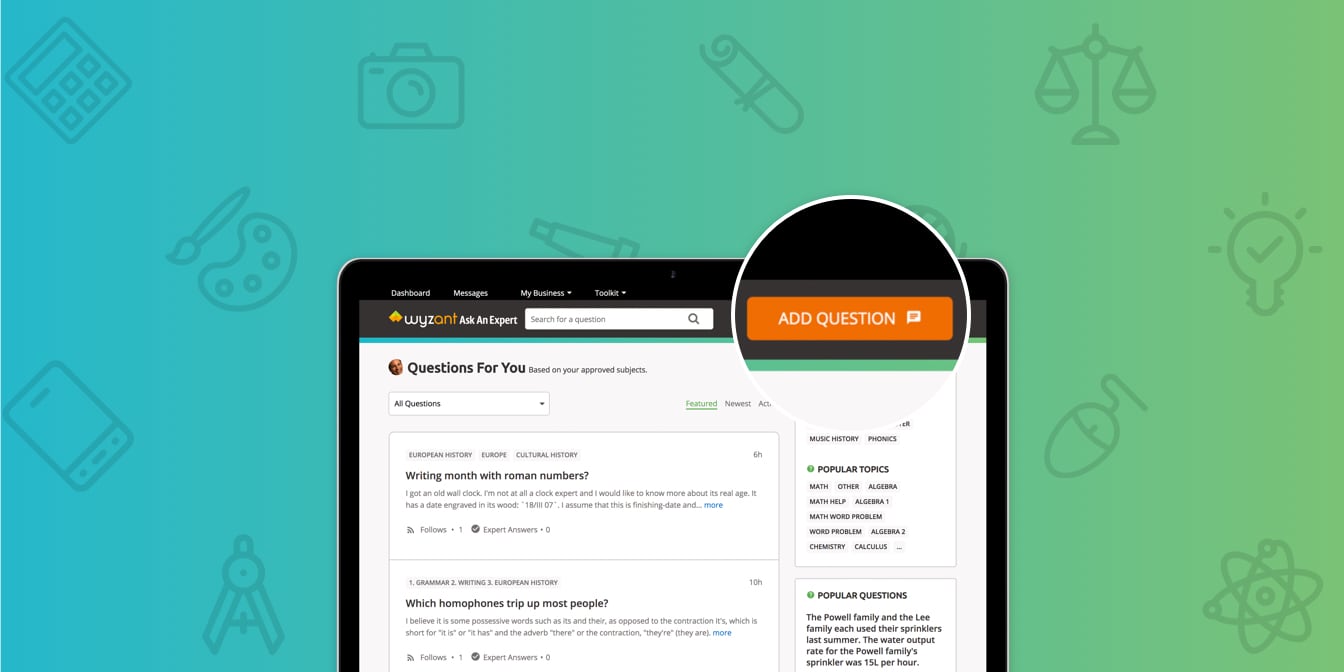 Dashboard Messages My Business Toolkit
wyzant Ask An Expert Search for a question
ADD QUESTION
Questions For You Based on your approved subjects.
All Questions
Featured Newest
MUSIC HISTORY PHONICS
EUROPEAN HISTORY EUROPE CULTURAL HISTORY 6h
Writing month with roman numbers?
I got an old wall clock. I'm not at all a clock expert and I would like to know more about its real age. It
has a date engraved in its wood: `18/III 07`. I assume that this is finishing-date and... more
Follows • 1 Expert Answers • 0
1. GRAMMAR 2. WRITING 3. EUROPEAN HISTORY 10h
Which homophones trip up most people?
I believe it is some possessive words such as its and their, as opposed to the contraction it's, which is
short for "it is" or "it has" and the adverb "there" or the contraction, "they're" (they are). more
Follows • 1 Expert Answers • 0
POPULAR TOPICS
MATH OTHER ALGEBRA
MATH HELP ALGEBRA 1
MATH WORD PROBLEM
WORD PROBLEM ALGEBRA 2
CHEMISTRY CALCULUS ...
POPULAR QUESTIONS
The Powell family and the Lee
family each used their sprinklers
last summer. The water output
rate for the Powell family's
sprinkler was 15L per hour.